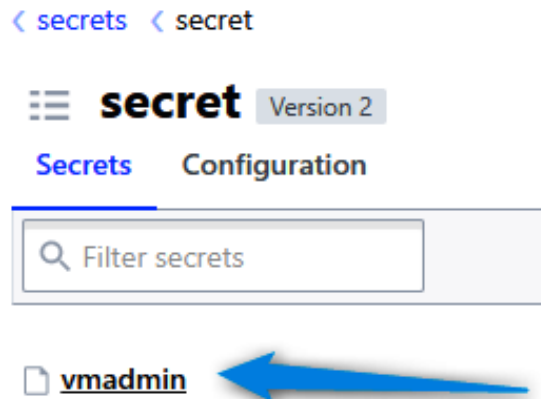 secrets secret
secret Version 2
Secrets Configuration
Filter secrets
vmadmin